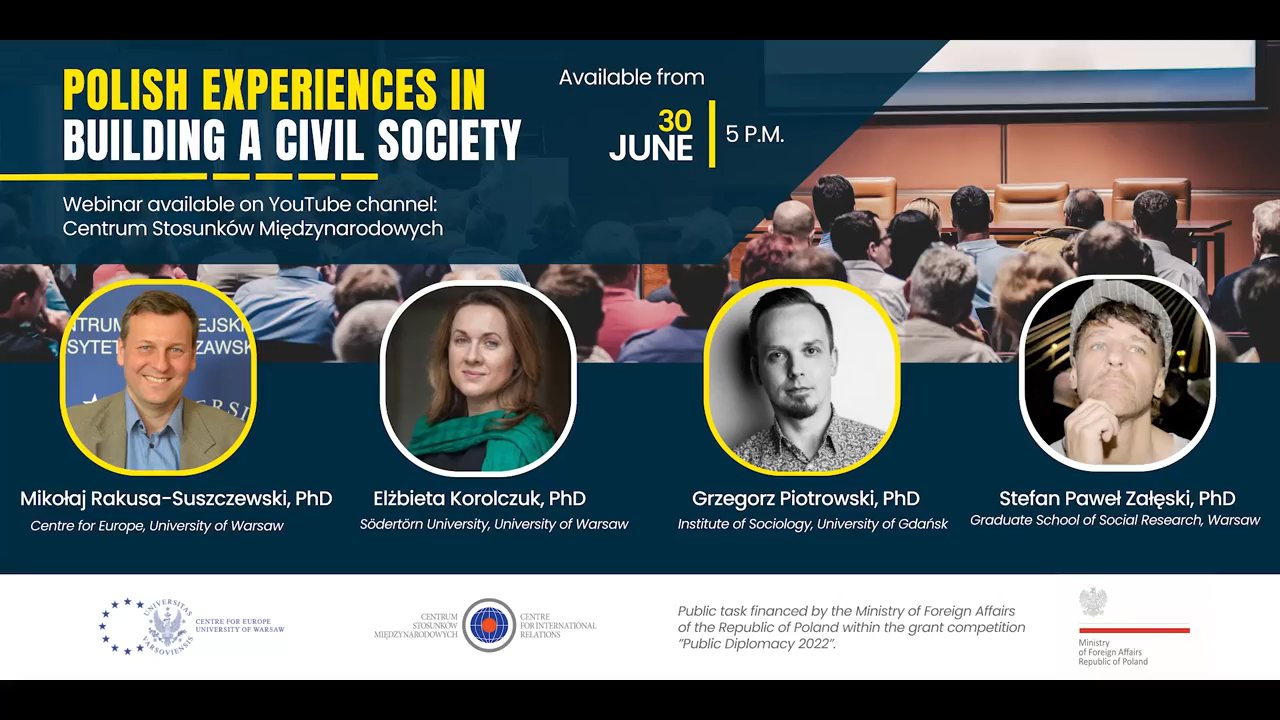 POLISH EXPERIENCES IN
BUILDING A CIVIL SOCIETY
Available from
30
JUNE
5 P.M.
Webinar available on YouTube channel:
Centrum Stosunków Międzynarodowych
Mikołaj Rakusa-Suszczewski, PhD
Centre for Europe, University of Warsaw
Elżbieta Korolczuk, PhD
Södertörn University, University of Warsaw
Grzegorz Piotrowski, PhD
Institute of Sociology, University of Gdańsk
Stefan Paweł Załęski, PhD
Graduate School of Social Research, Warsaw
UNIVERSITAS
VARSOVIENSIS
CENTRE FOR EUROPE
UNIVERSITY OF WARSAW
CENTRUM
STOSUNKÓW
MIĘDZYNARODOWYCH
CENTRE
FOR INTERNATIONAL
RELATIONS
Public task financed by the Ministry of Foreign Affairs
of the Republic of Poland within the grant competition
“Public Diplomacy 2022”.
Ministry
of Foreign Affairs
Republic of Poland